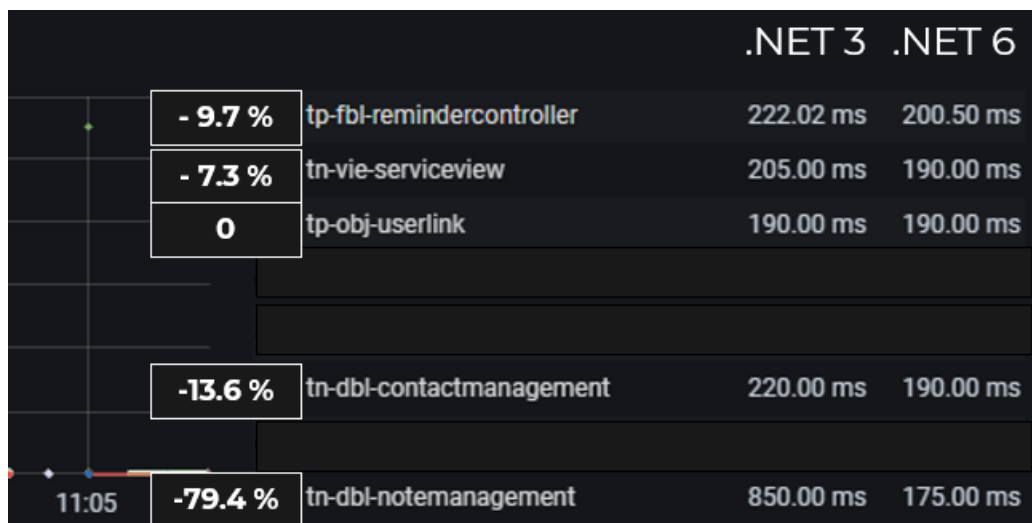 .NET 3 .NET 6
- 9.7 % tp-fbl-remindercontroller 222.02 ms 200.50 ms
- 7.3 % tn-vie-serviceview 205.00 ms 190.00 ms
0 tp-obj-userlink 190.00 ms 190.00 ms
-13.6 % tn-dbl-contactmanagement 220.00 ms 190.00 ms
11:05 -79.4 % tn-dbl-notemanagement 850.00 ms 175.00 ms